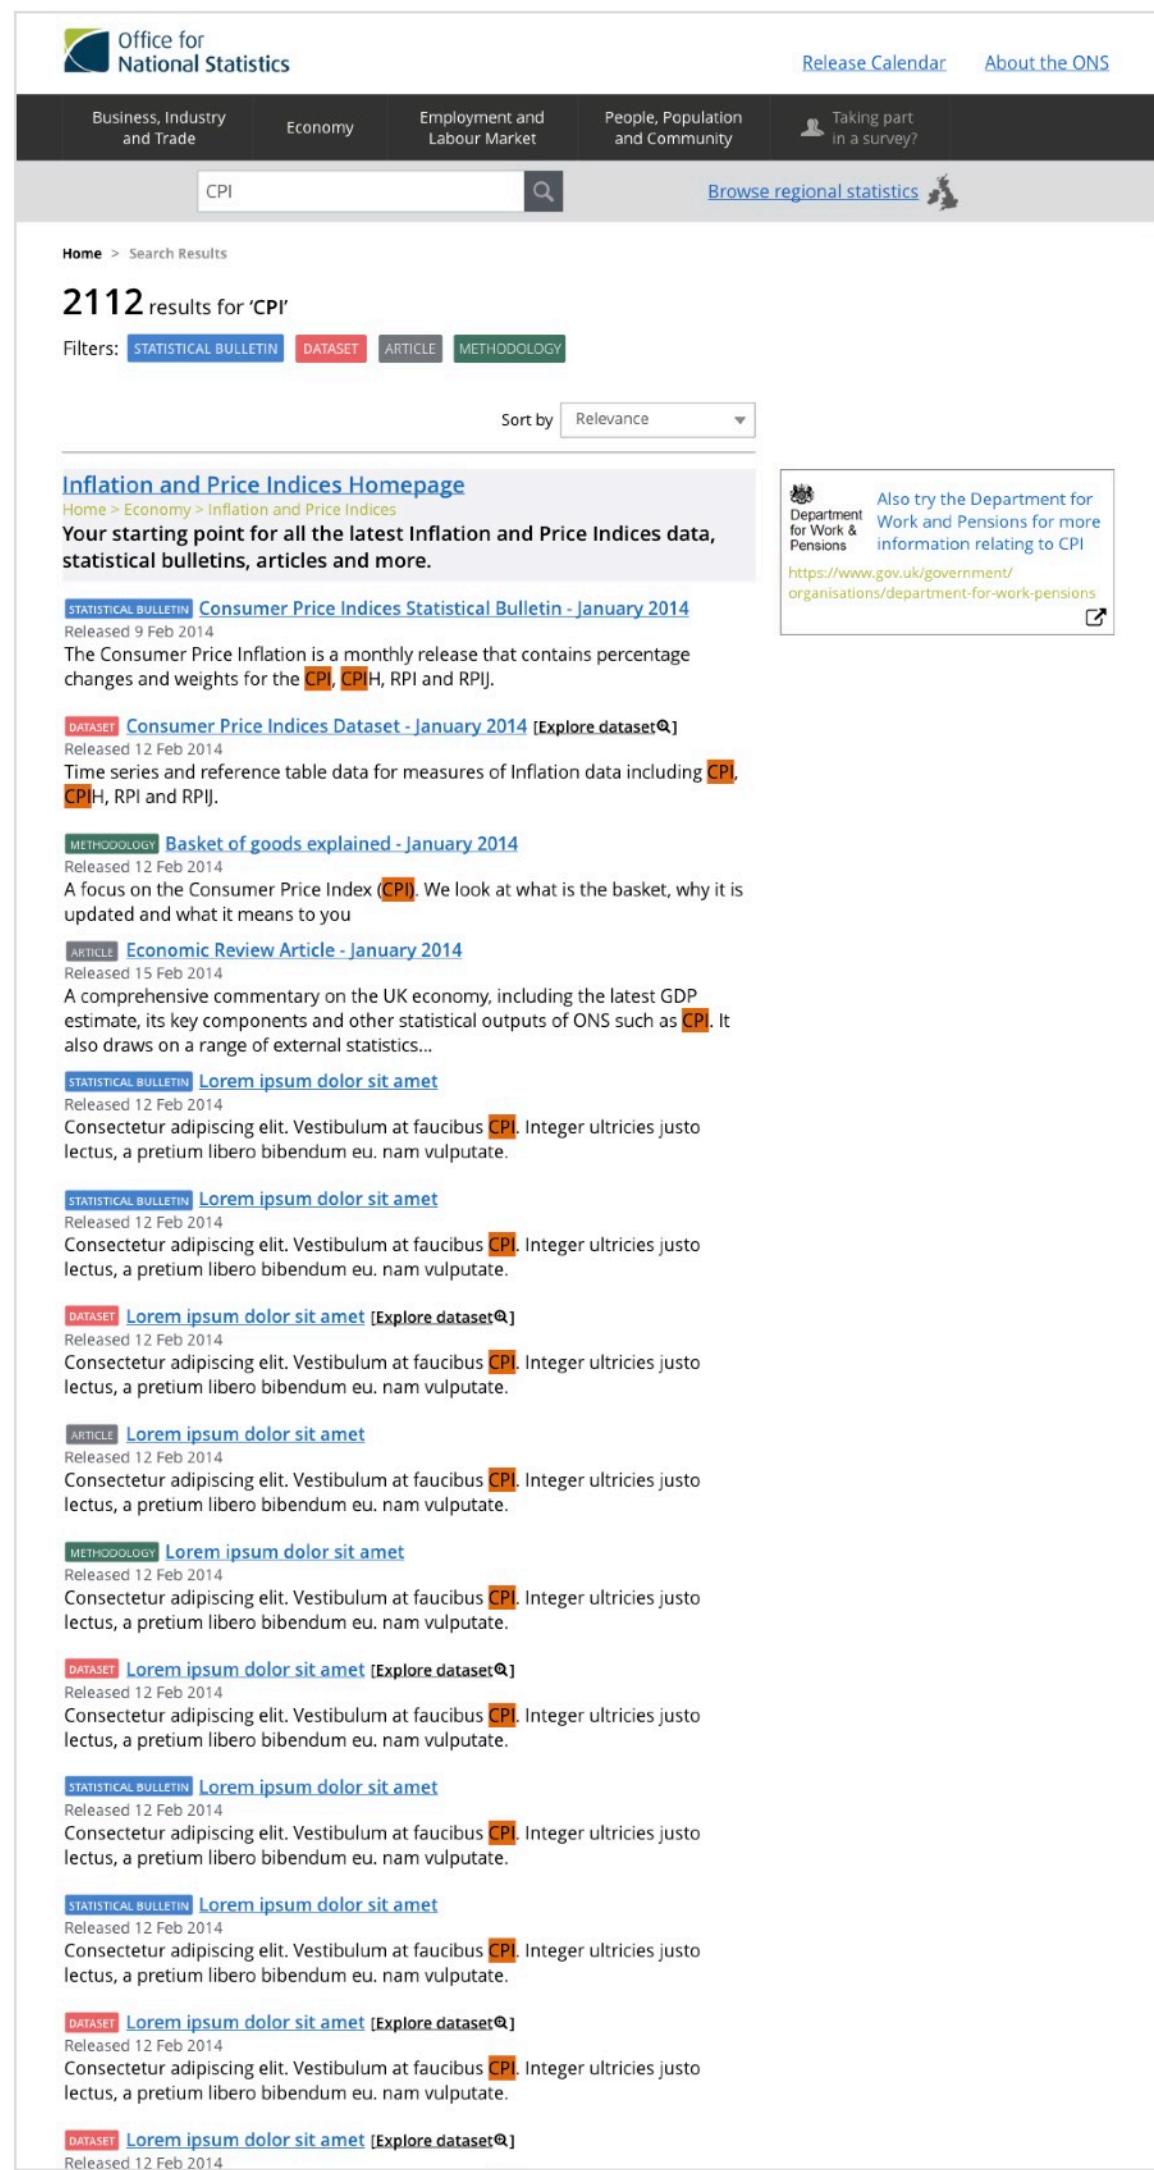 Office for
National Statistics
Release Calendar About the ONS
Business, Industry
and Trade
Economy
Employment and
Labour Market
People, Population
and Community
Taking part
in a survey?
CPI
Browse regional statistics
Home > Search Results
2112 results for 'CPI'
Filters: STATISTICAL BULLETIN DATASET ARTICLE METHODOLOGY
Sort by Relevance
Inflation and Price Indices Homepage
Home > Economy > Inflation and Price Indices
Your starting point for all the latest Inflation and Price Indices data,
statistical bulletins, articles and more.
Department
for Work &
Pensions
Also try the Department for
Work and Pensions for more
information relating to CPI
https://www.gov.uk/government/
organisations/department-for-work-pensions
STATISTICAL BULLETIN Consumer Price Indices Statistical Bulletin - January 2014
Released 9 Feb 2014
The Consumer Price Inflation is a monthly release that contains percentage
changes and weights for the CPI, CPIH, RPI and RPIJ.
DATASET Consumer Price Indices Dataset - January 2014 [Explore dataset]
Released 12 Feb 2014
Time series and reference table data for measures of Inflation data including CPI,
CPIH, RPI and RPIJ.
METHODOLOGY Basket of goods explained - January 2014
Released 12 Feb 2014
A focus on the Consumer Price Index (CPI). We look at what is the basket, why it is
updated and what it means to you
ARTICLE Economic Review Article - January 2014
Released 15 Feb 2014
A comprehensive commentary on the UK economy, including the latest GDP
estimate, its key components and other statistical outputs of ONS such as CPI. It
also draws on a range of external statistics...
STATISTICAL BULLETIN Lorem ipsum dolor sit amet
Released 12 Feb 2014
Consectetur adipiscing elit. Vestibulum at faucibus CPI. Integer ultricies justo
lectus, a pretium libero bibendum eu. nam vulputate.
STATISTICAL BULLETIN Lorem ipsum dolor sit amet
Released 12 Feb 2014
Consectetur adipiscing elit. Vestibulum at faucibus CPI. Integer ultricies justo
lectus, a pretium libero bibendum eu. nam vulputate.
DATASET Lorem ipsum dolor sit amet [Explore dataset]
Released 12 Feb 2014
Consectetur adipiscing elit. Vestibulum at faucibus CPI. Integer ultricies justo
lectus, a pretium libero bibendum eu. nam vulputate.
ARTICLE Lorem ipsum dolor sit amet
Released 12 Feb 2014
Consectetur adipiscing elit. Vestibulum at faucibus CPI. Integer ultricies justo
lectus, a pretium libero bibendum eu. nam vulputate.
METHODOLOGY Lorem ipsum dolor sit amet
Released 12 Feb 2014
Consectetur adipiscing elit. Vestibulum at faucibus CPI. Integer ultricies justo
lectus, a pretium libero bibendum eu. nam vulputate.
DATASET Lorem ipsum dolor sit amet [Explore dataset]
Released 12 Feb 2014
Consectetur adipiscing elit. Vestibulum at faucibus CPI. Integer ultricies justo
lectus, a pretium libero bibendum eu. nam vulputate.
STATISTICAL BULLETIN Lorem ipsum dolor sit amet
Released 12 Feb 2014
Consectetur adipiscing elit. Vestibulum at faucibus CPI. Integer ultricies justo
lectus, a pretium libero bibendum eu. nam vulputate.
STATISTICAL BULLETIN Lorem ipsum dolor sit amet
Released 12 Feb 2014
Consectetur adipiscing elit. Vestibulum at faucibus CPI. Integer ultricies justo
lectus, a pretium libero bibendum eu. nam vulputate.
DATASET Lorem ipsum dolor sit amet [Explore dataset]
Released 12 Feb 2014
Consectetur adipiscing elit. Vestibulum at faucibus CPI. Integer ultricies justo
lectus, a pretium libero bibendum eu. nam vulputate.
DATASET Lorem ipsum dolor sit amet [Explore dataset]
Released 12 Feb 2014